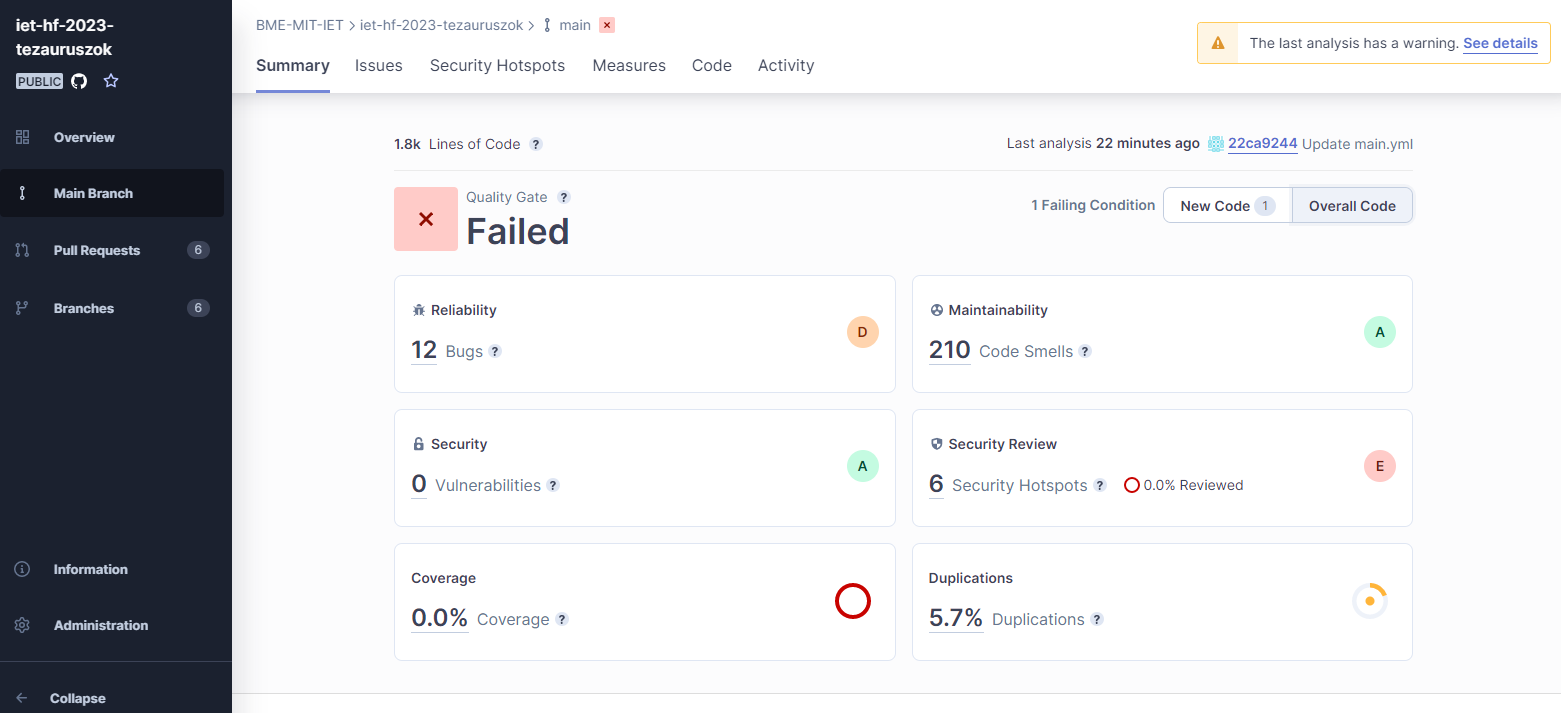 iet-hf-2023-
tezauruszok
PUBLIC
Overview
Main Branch
Pull Requests 6
Branches 6
Information
Administration
Collapse
BME-MIT-IET > iet-hf-2023-tezauruszok > main
Summary Issues Security Hotspots Measures Code Activity
The last analysis has a warning. See details
1.8k Lines of Code ?
Last analysis 22 minutes ago 22ca9244 Update main.yml
Quality Gate ?
Failed
1 Failing Condition New Code 1 Overall Code
Reliability
12 Bugs ?
D
Maintainability
210 Code Smells ?
A
Security
0 Vulnerabilities ?
A
Security Review
6 Security Hotspots ? 0.0% Reviewed
E
Coverage
0.0% Coverage ?
Duplications
5.7% Duplications ?